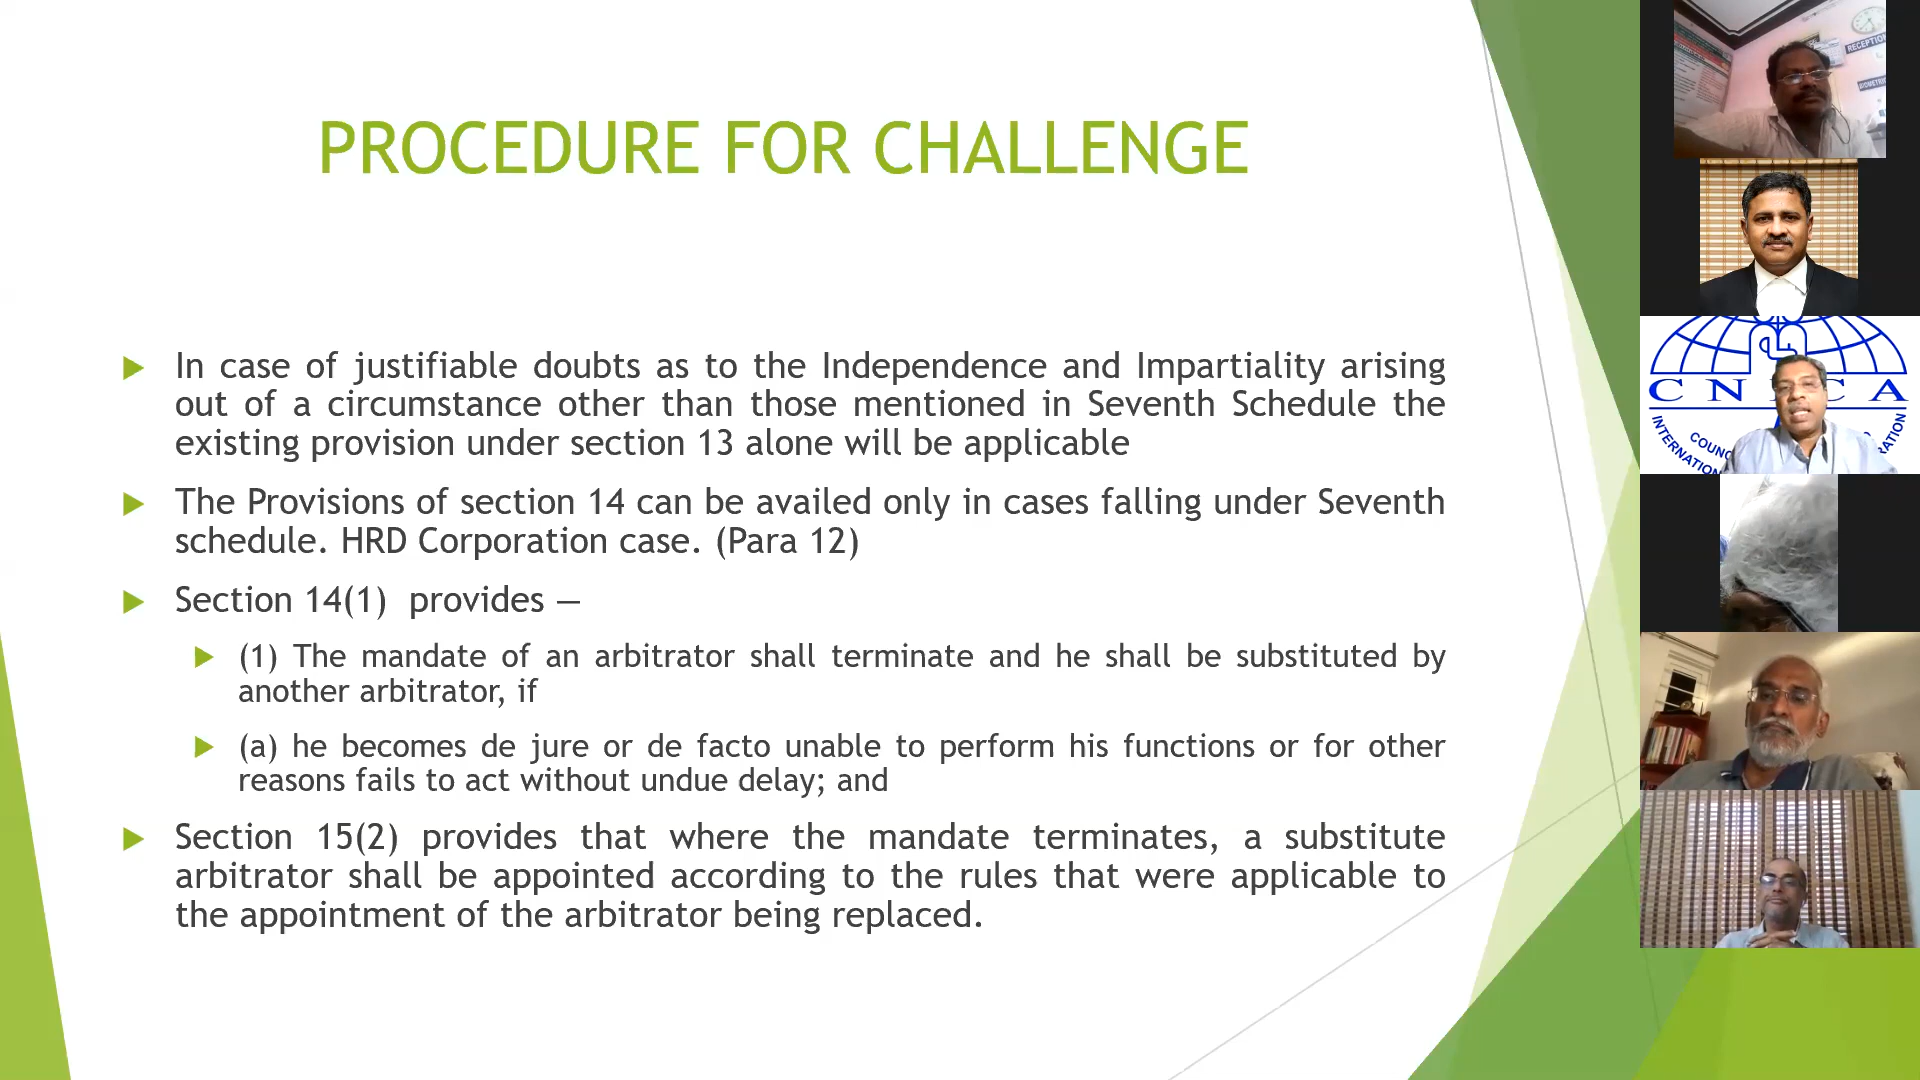 PROCEDURE FOR CHALLENGE
In case of justifiable doubts as to the Independence and Impartiality arising
out of a circumstance other than those mentioned in Seventh Schedule the
existing provision under section 13 alone will be applicable
The Provisions of section 14 can be availed only in cases falling under Seventh
schedule. HRD Corporation case. (Para 12)
Section 14(1) provides —
(1) The mandate of an arbitrator shall terminate and he shall be substituted by
another arbitrator, if
(a) he becomes de jure or de facto unable to perform his functions or for other
reasons fails to act without undue delay; and
Section 15(2) provides that where the mandate terminates, a substitute
arbitrator shall be appointed according to the rules that were applicable to
the appointment of the arbitrator being replaced.
RECEPTION